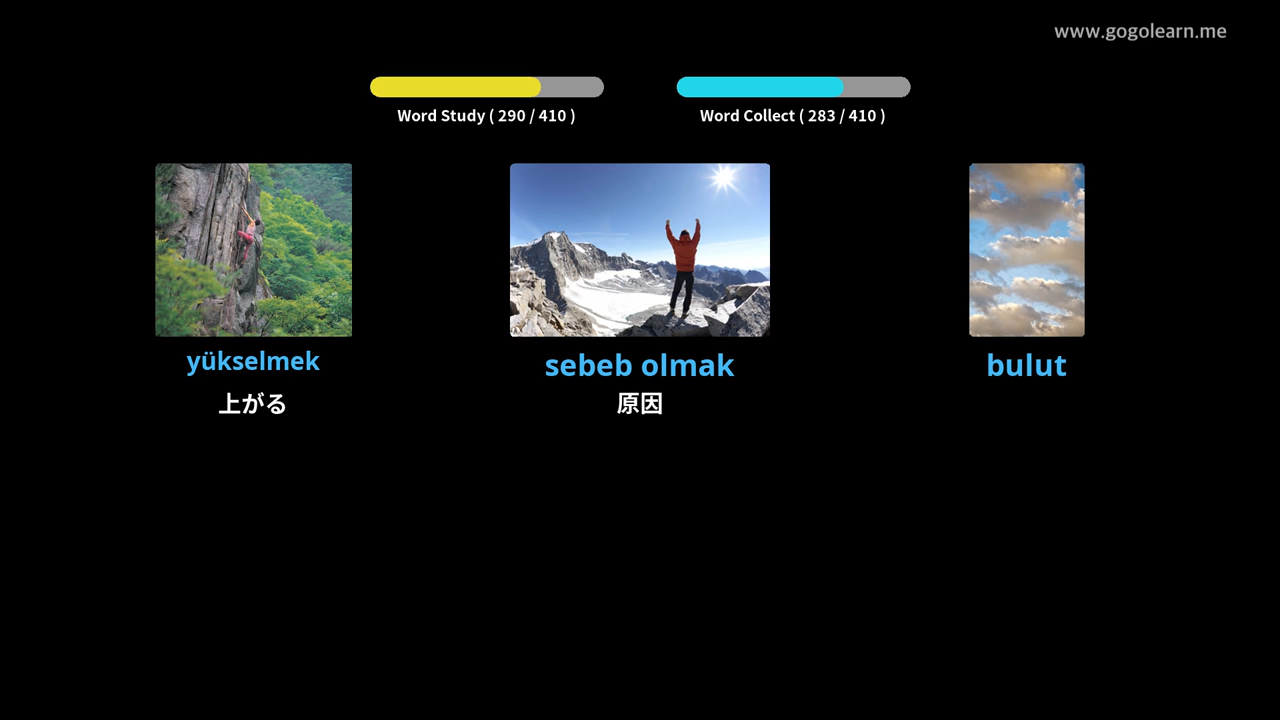 www.gogolearn.me
Word Study ( 290 / 410 )
Word Collect ( 283 / 410 )
yükselmek
上がる
sebeb olmak
原因
bulut